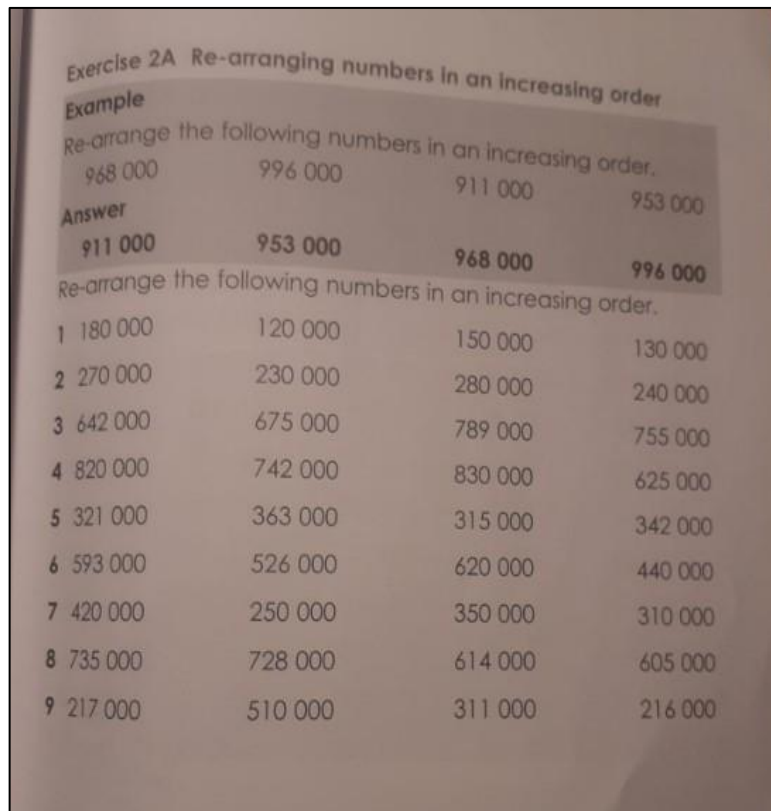 Exercise 2A Re-arranging numbers in an increasing order
Example
Re-arrange the following numbers in an increasing order.
968 000 996 000 911 000 953 000
Answer
911 000 953 000 968 000 996 000
Re-arrange the following numbers in an increasing order.
1 180 000 120 000 150 000 130 000
2 270 000 230 000 280 000 240 000
3 642 000 675 000 789 000 755 000
4 820 000 742 000 830 000 625 000
5 321 000 363 000 315 000 342 000
6 593 000 526 000 620 000 440 000
7 420 000 250 000 350 000 310 000
8 735 000 728 000 614 000 605 000
9 217 000 510 000 311 000 216 000